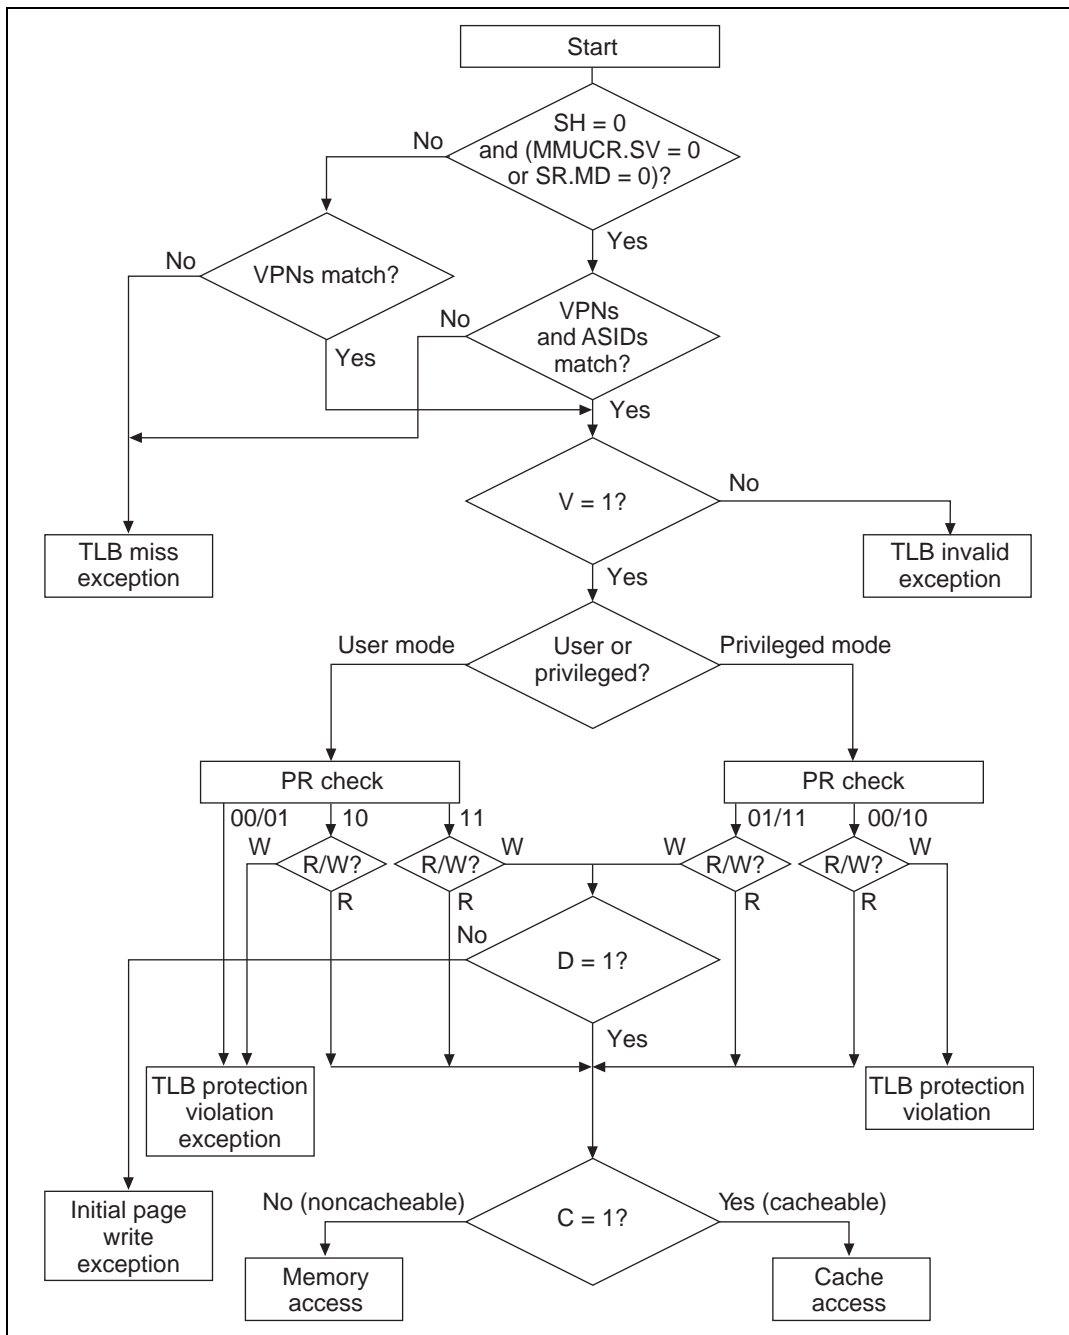 Start
SH = 0
and (MMUCR.SV = 0
or SR.MD = 0)?
No
Yes
VPNs match?
No
Yes
VPNs
and ASIDs
match?
No
Yes
V = 1?
No
Yes
TLB miss
exception
TLB invalid
exception
User mode
User or
privileged?
Privileged mode
PR check
PR check
00/01
10
11
01/11
00/10
W
R/W?
R
R/W?
W
R
W
R/W?
R
R/W?
W
R
No
D = 1?
Yes
TLB protection
violation
exception
TLB protection
violation
Initial page
write
exception
No (noncacheable)
C = 1?
Yes (cacheable)
Memory
access
Cache
access